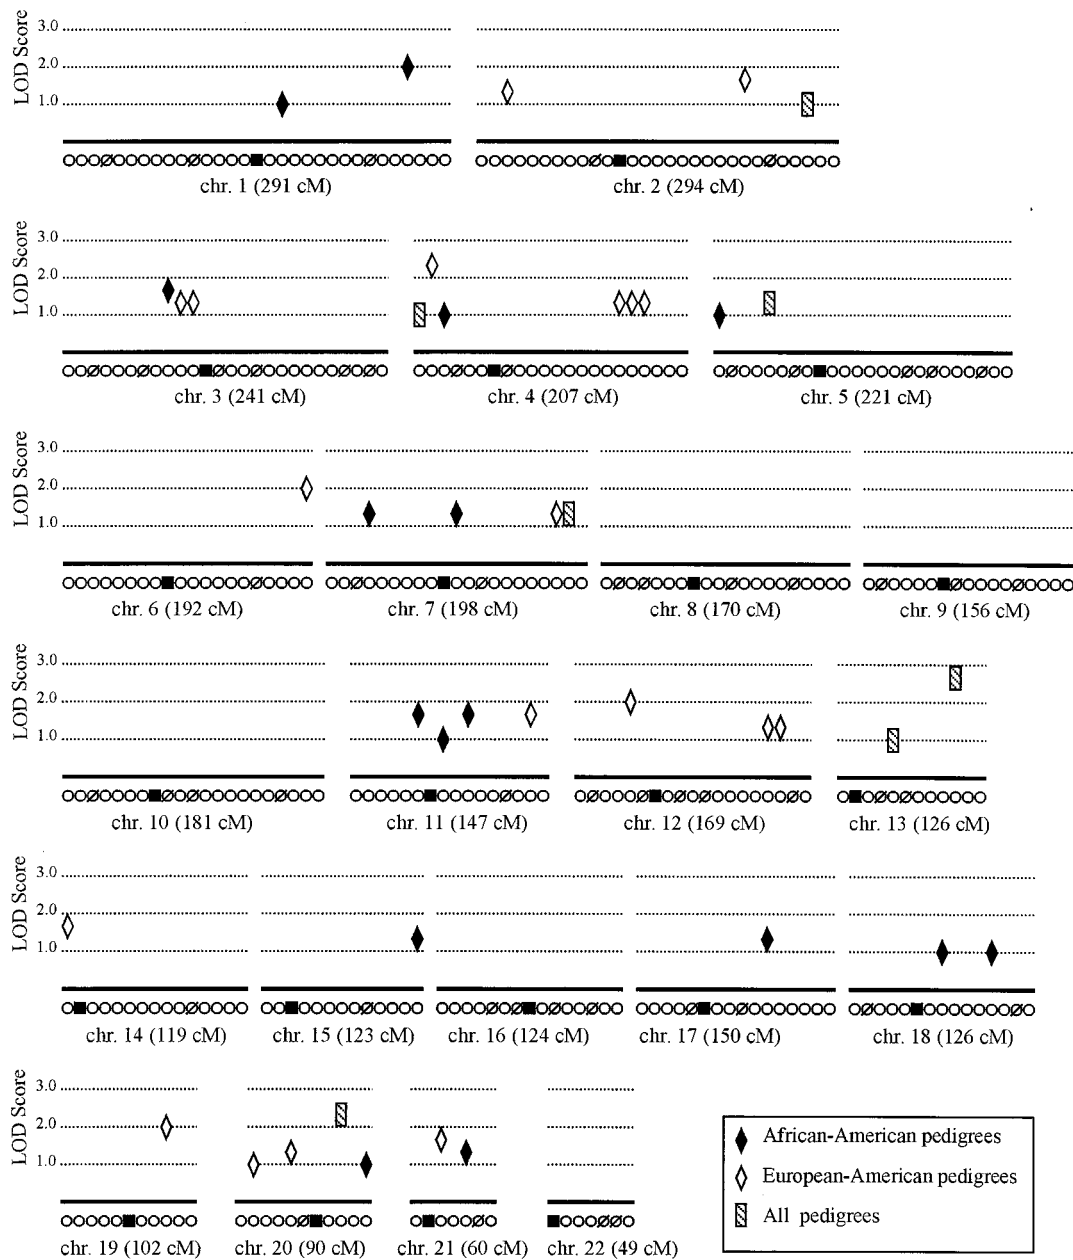 LOD Score
3.0
2.0
1.0
chr. 1 (291 cM)
chr. 2 (294 cM)
LOD Score
3.0
2.0
1.0
chr. 3 (241 cM)
chr. 4 (207 cM)
chr. 5 (221 cM)
LOD Score
3.0
2.0
1.0
chr. 6 (192 cM)
chr. 7 (198 cM)
chr. 8 (170 cM)
chr. 9 (156 cM)
LOD Score
3.0
2.0
1.0
chr. 10 (181 cM)
chr. 11 (147 cM)
chr. 12 (169 cM)
chr. 13 (126 cM)
LOD Score
3.0
2.0
1.0
chr. 14 (119 cM)
chr. 15 (123 cM)
chr. 16 (124 cM)
chr. 17 (150 cM)
chr. 18 (126 cM)
LOD Score
3.0
2.0
1.0
chr. 19 (102 cM)
chr. 20 (90 cM)
chr. 21 (60 cM)
chr. 22 (49 cM)
African-American pedigrees
European-American pedigrees
All pedigrees